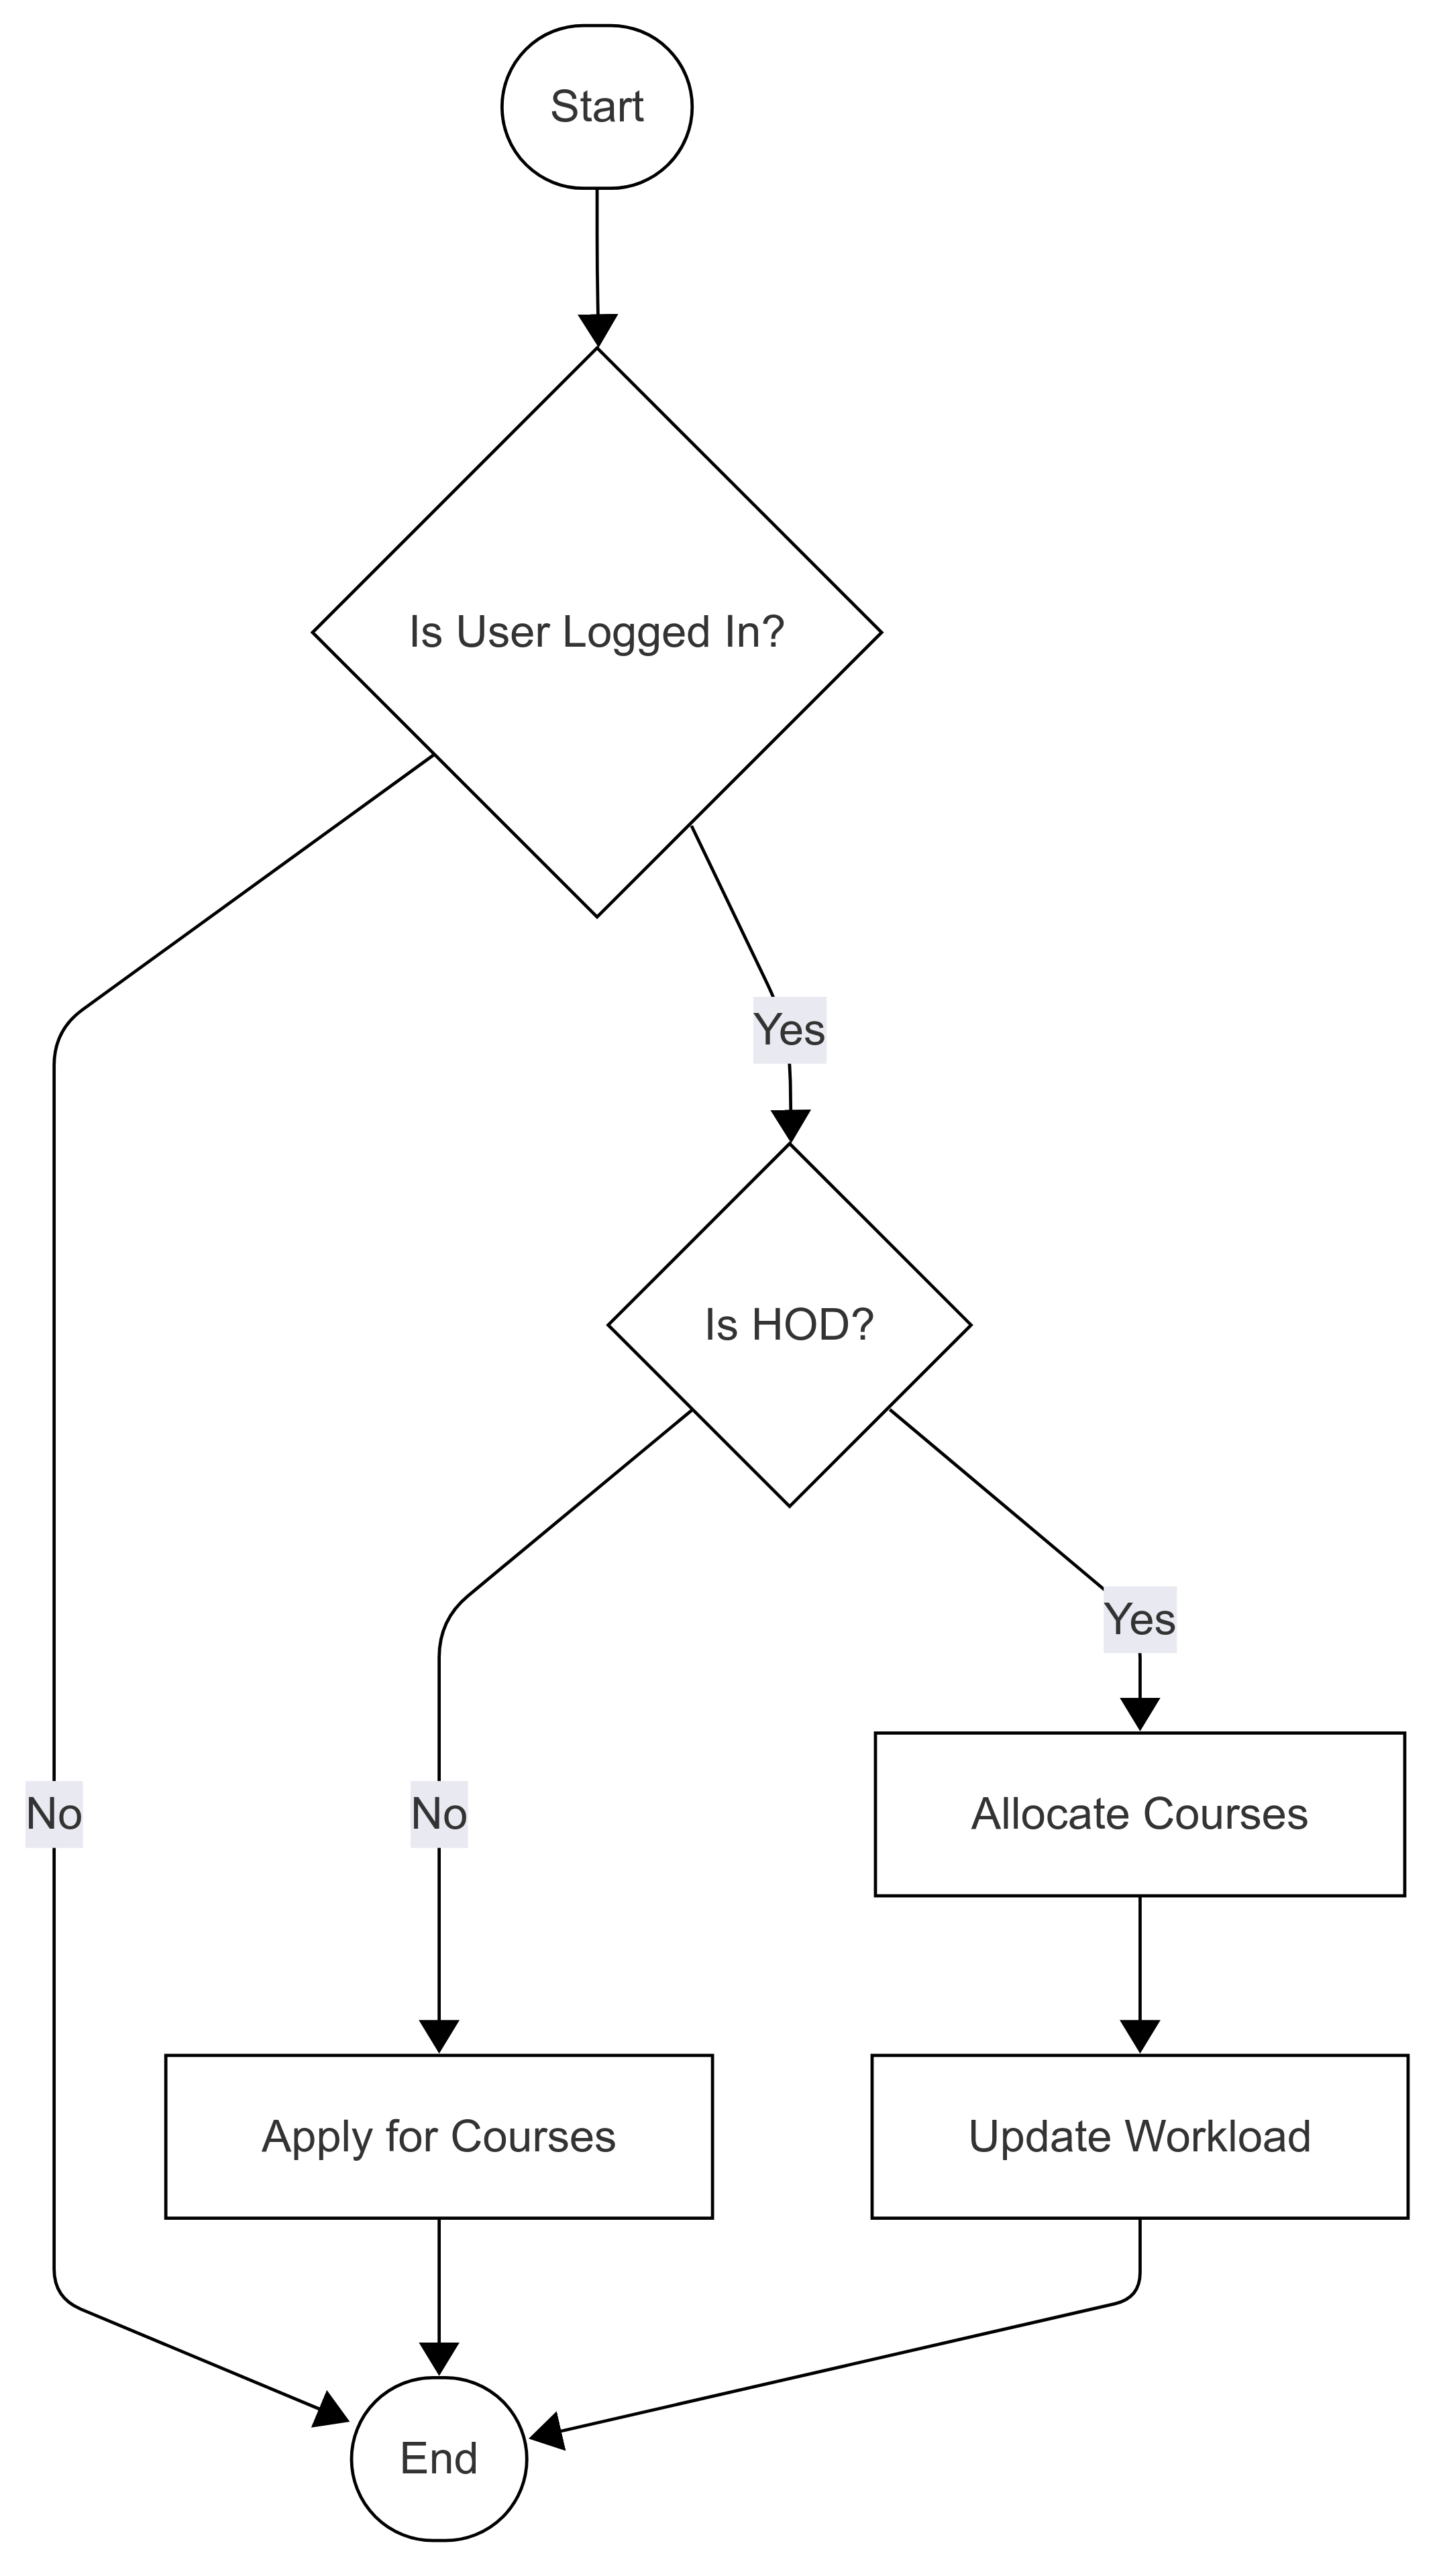 Start
Is User Logged In?
Yes
Is HOD?
Yes
No
No
Allocate Courses
Apply for Courses
Update Workload
End